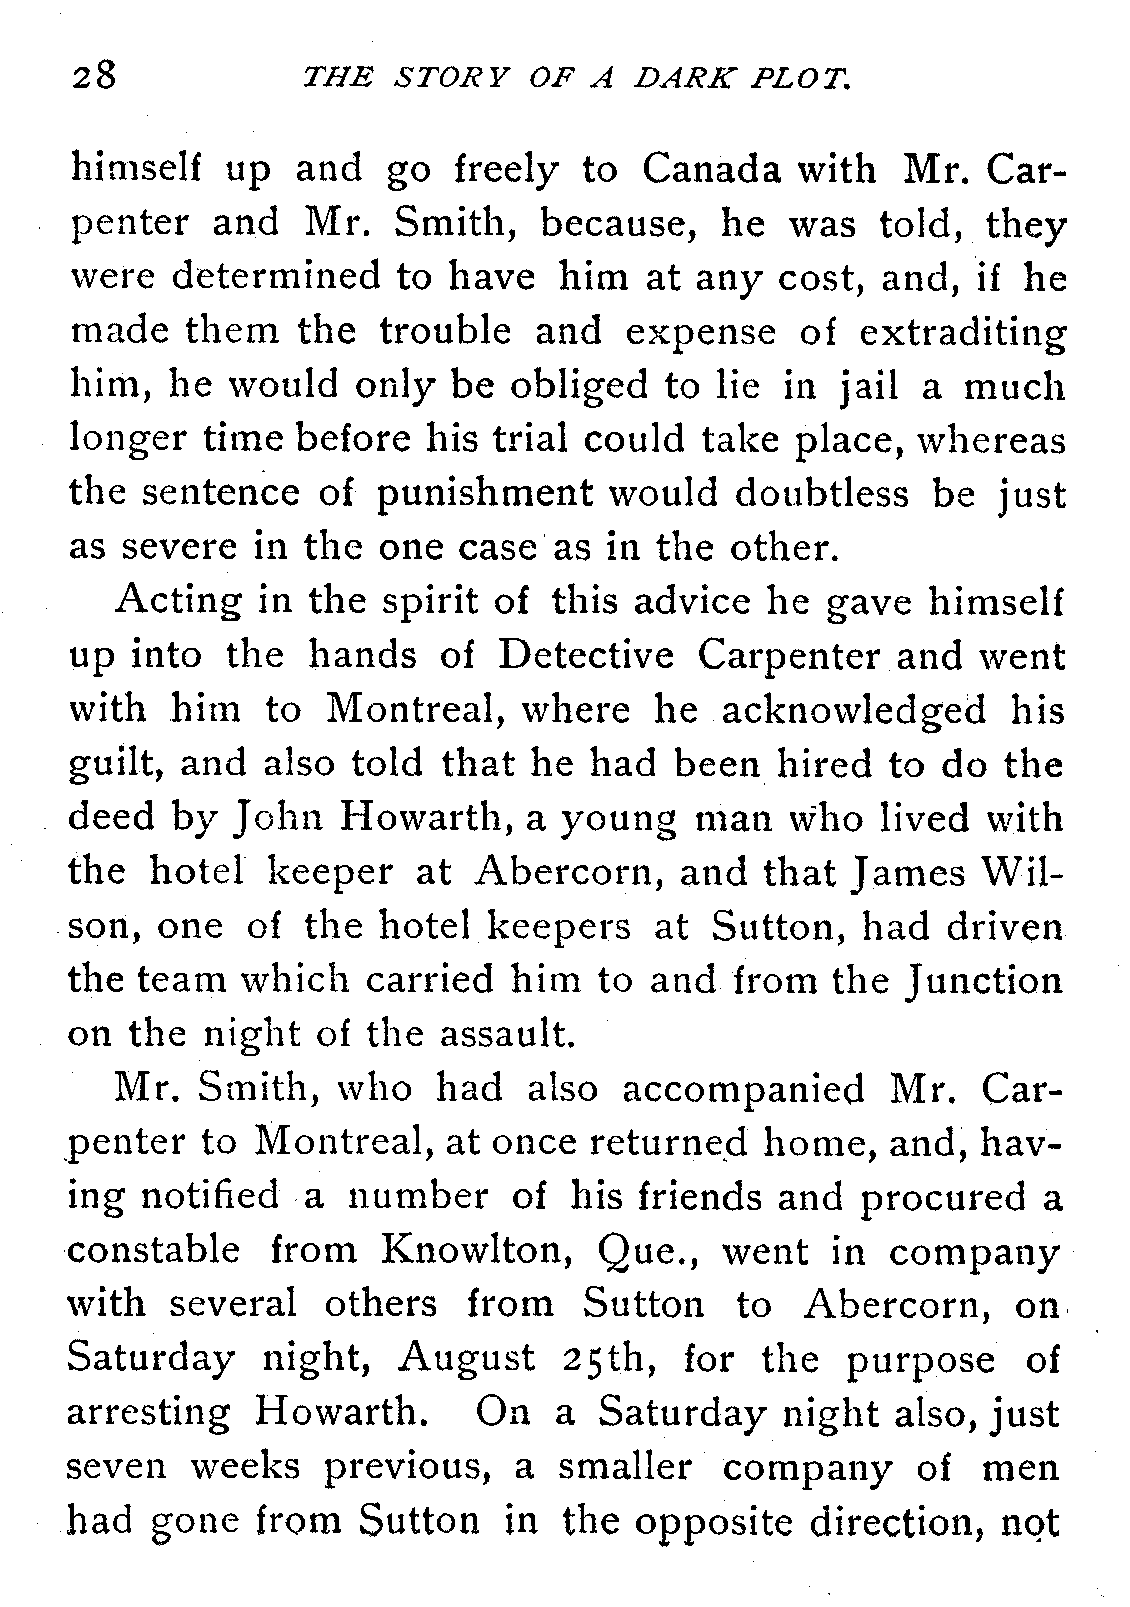 28 THE STORY OF A DARK PLOT.
himself up and go freely to Canada with Mr. Car-
penter and Mr. Smith, because, he was told, they
were determined to have him at any cost, and, if he
made them the trouble and expense of extraditing
him, he would only be obliged to lie in jail a much
longer time before his trial could take place, whereas
the sentence of punishment would doubtless be just
as severe in the one case as in the other.
Acting in the spirit of this advice he gave himself
up into the hands of Detective Carpenter and went
with him to Montreal, where he acknowledged his
guilt, and also told that he had been hired to do the
deed by John Howarth, a young man who lived with
the hotel keeper at Abercorn, and that James Wil-
son, one of the hotel keepers at Sutton, had driven
the team which carried him to and from the Junction
on the night of the assault.
Mr. Smith, who had also accompanied Mr. Car-
penter to Montreal, at once returned home, and, hav-
ing notified a number of his friends and procured a
constable from Knowlton, Que., went in company
with several others from Sutton to Abercorn, on
Saturday night, August 25th, for the purpose of
arresting Howarth. On a Saturday night also, just
seven weeks previous, a smaller company of men
had gone from Sutton in the opposite direction, not